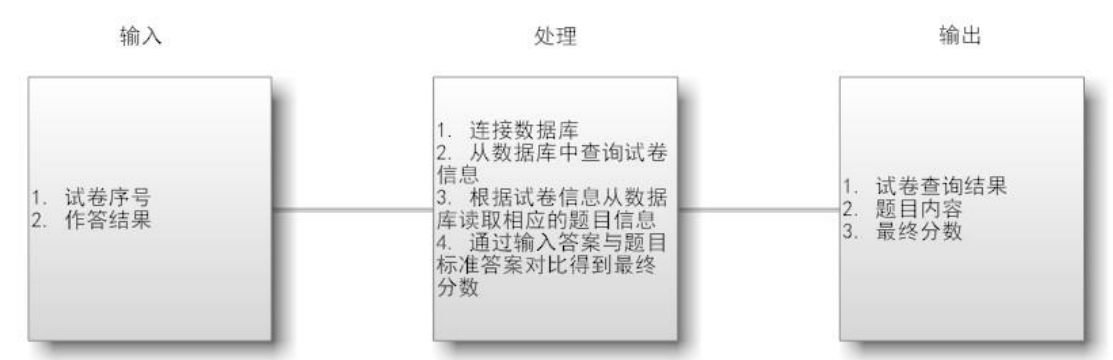 输入
处理
输出
1. 试卷序号
2. 作答结果
1. 连接数据库
2. 从数据库中查询试卷
信息
3. 根据试卷信息从数据
库读取相应的题目信息
4. 通过输入答案与题目
标准答案对比得到最终
分数
1. 试卷查询结果
2. 题目内容
3. 最终分数